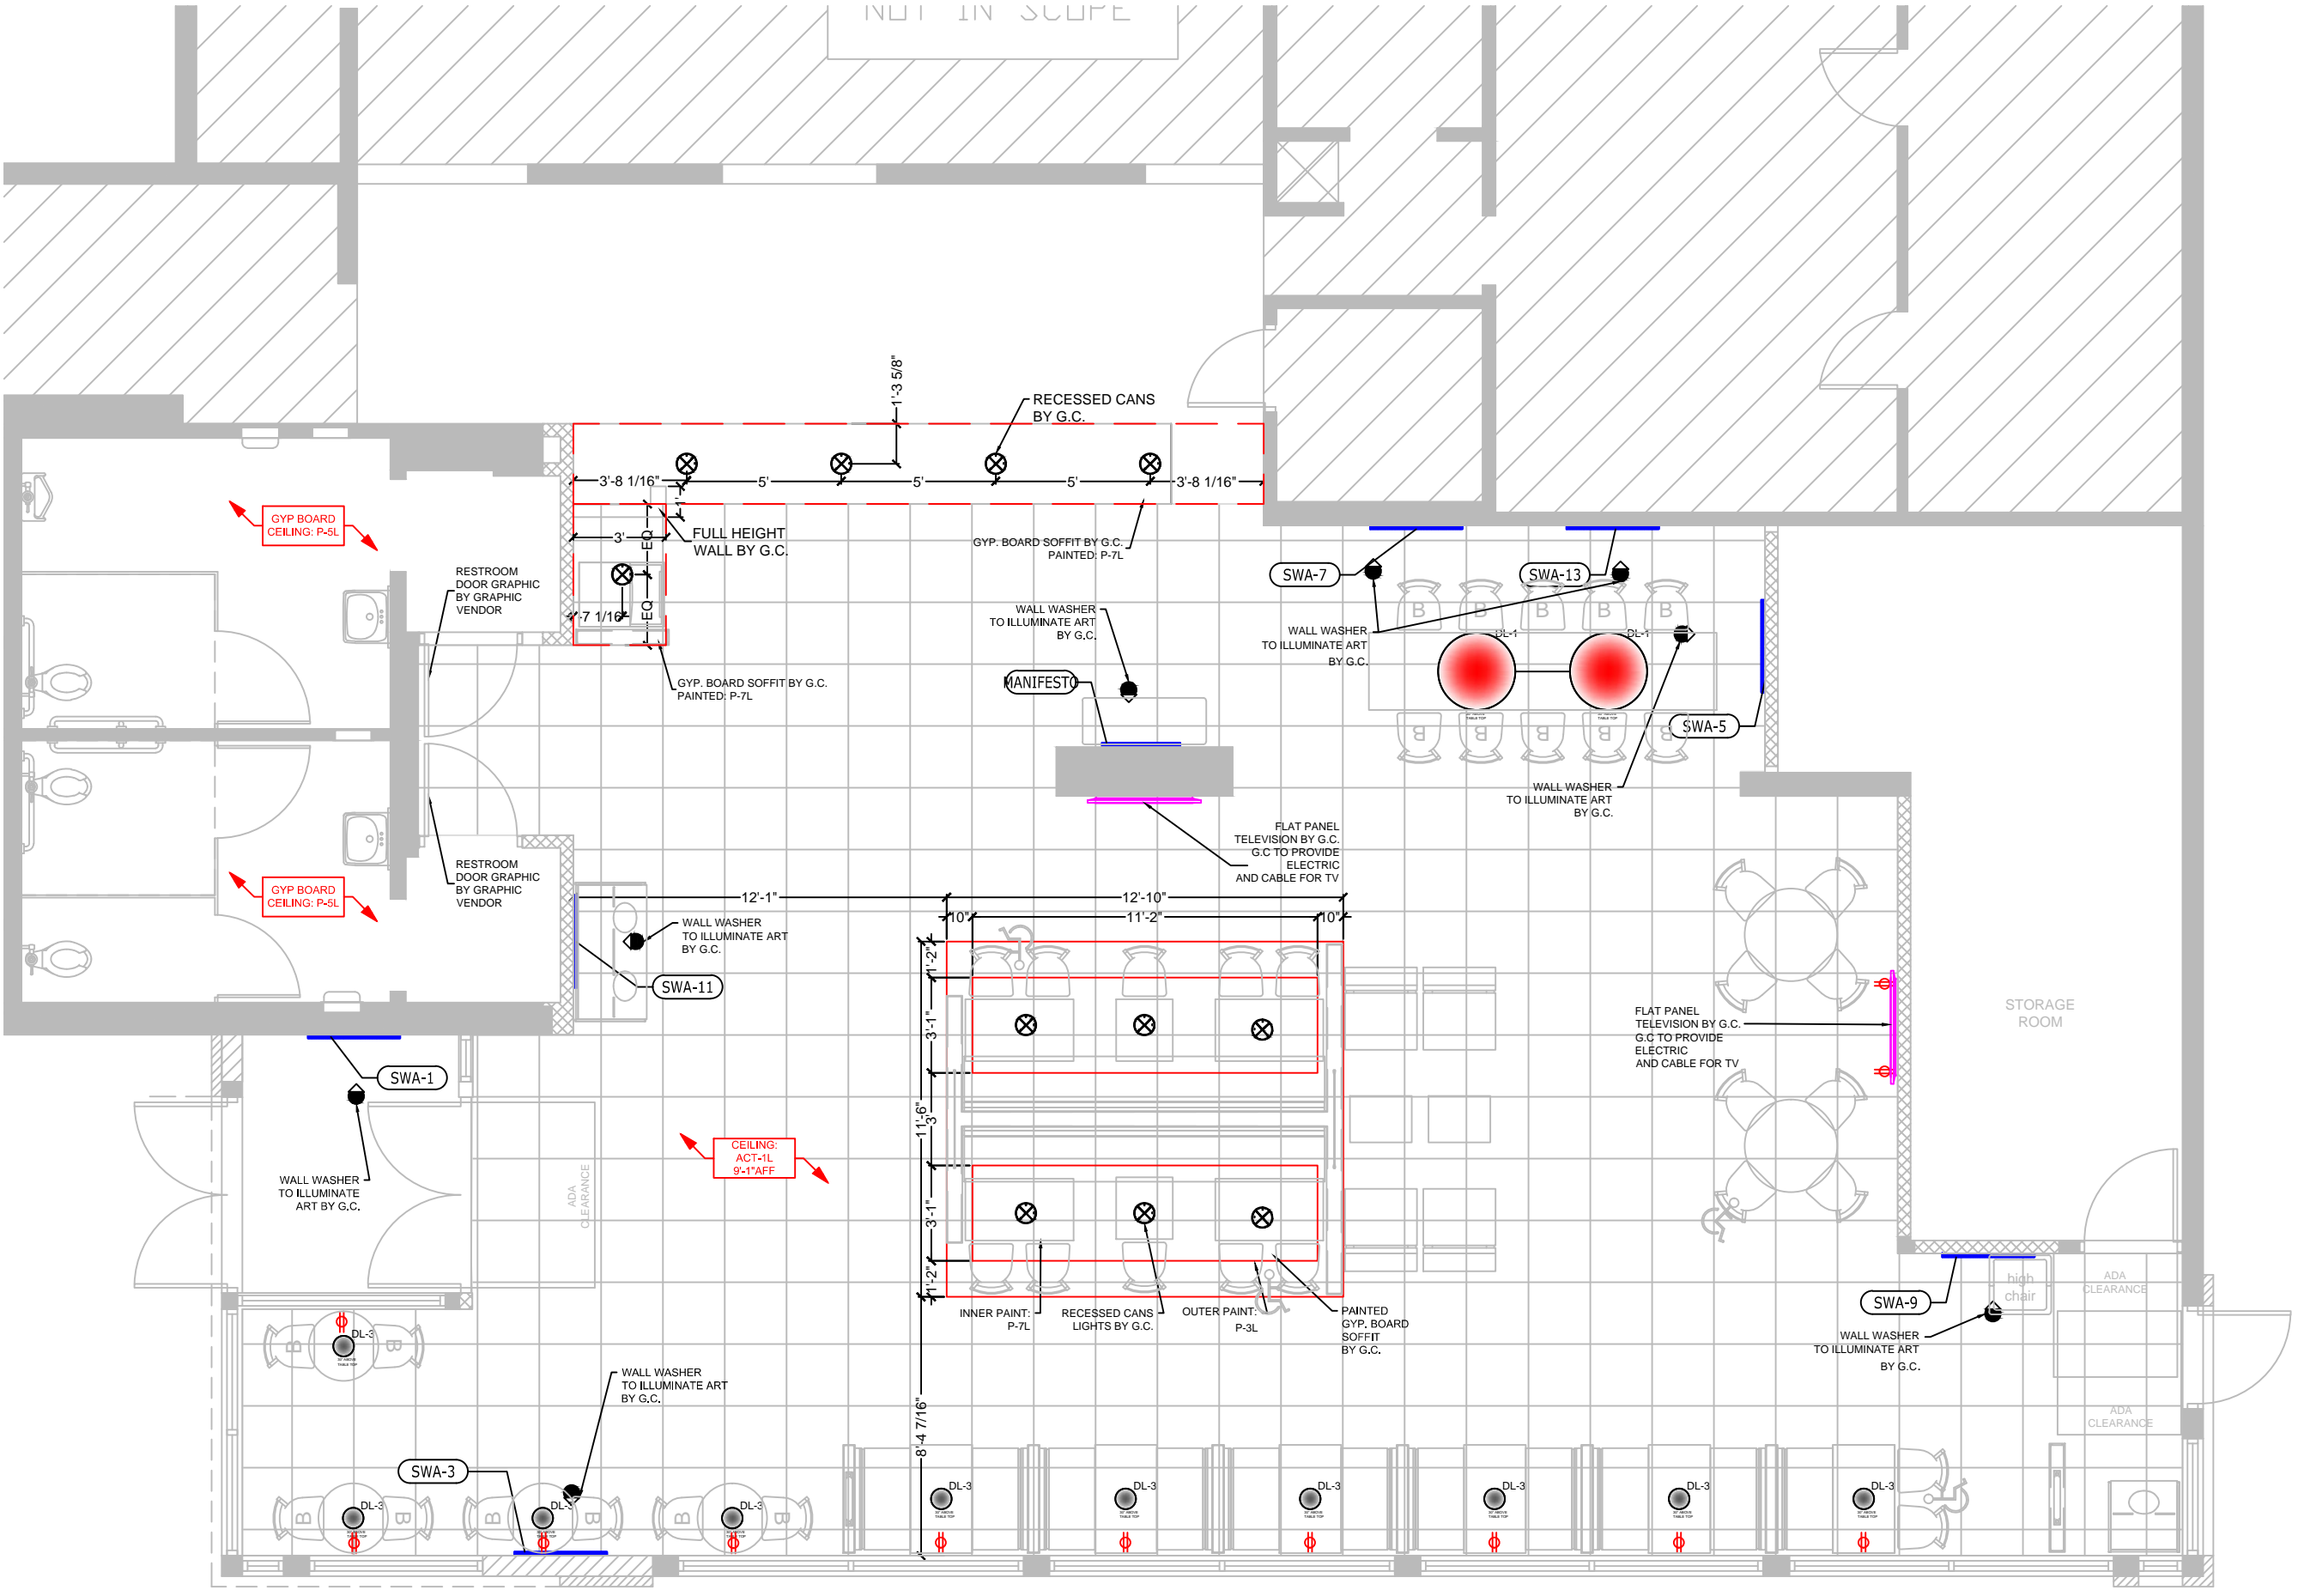 NOT IN SCOPE
1'-3 5/8"
RECESSED CANS
BY G.C.
3'-8 1/16"
5'
5'
5'
3'-8 1/16"
1'
GYP BOARD
CEILING: P-5L
3'
EQ
FULL HEIGHT
WALL BY G.C.
GYP. BOARD SOFFIT BY G.C.
PAINTED: P-7L
SWA-7
SWA-13
RESTROOM
DOOR GRAPHIC
BY GRAPHIC
VENDOR
EQ
GYP. BOARD SOFFIT BY G.C.
PAINTED: P-7L
WALL WASHER
TO ILLUMINATE ART
BY G.C.
MANIFESTO
WALL WASHER
TO ILLUMINATE ART
BY G.C.
B
B
B
B
B
DL-1
DL-1
B
B
B
B
B
SWA-5
WALL WASHER
TO ILLUMINATE ART
BY G.C.
FLAT PANEL
TELEVISION BY G.C.
G.C TO PROVIDE
ELECTRIC
AND CABLE FOR TV
RESTROOM
DOOR GRAPHIC
BY GRAPHIC
VENDOR
GYP BOARD
CEILING: P-5L
12'-1"
12'-10"
10"
11'-2"
10"
WALL WASHER
TO ILLUMINATE ART
BY G.C.
SWA-11
1'-2"
3'-1"
3'
11'-6"
3'-1"
1'-2"
FLAT PANEL
TELEVISION BY G.C.
G.C TO PROVIDE
ELECTRIC
AND CABLE FOR TV
STORAGE
ROOM
SWA-1
WALL WASHER
TO ILLUMINATE
ART BY G.C.
ADA
CLEARANCE
CEILING:
ACT-1L
9'-1"AFF
INNER PAINT:
P-7L
RECESSED CANS
LIGHTS BY G.C.
OUTER PAINT:
P-3L
PAINTED
GYP. BOARD
SOFFIT
BY G.C.
high
chair
ADA
CLEARANCE
SWA-9
WALL WASHER
TO ILLUMINATE ART
BY G.C.
ADA
CLEARANCE
B
DL-3
B
WALL WASHER
TO ILLUMINATE ART
BY G.C.
8'-4 7/16"
SWA-3
B
DL-3
B
B
DL-3
B
B
DL-3
B
DL-3
DL-3
DL-3
DL-3
DL-3
DL-3